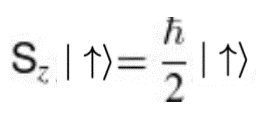 S_z |↑⟩ = ħ/2 |↑⟩